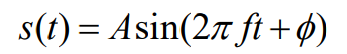 s(t) = A sin(2π ft + ϕ)